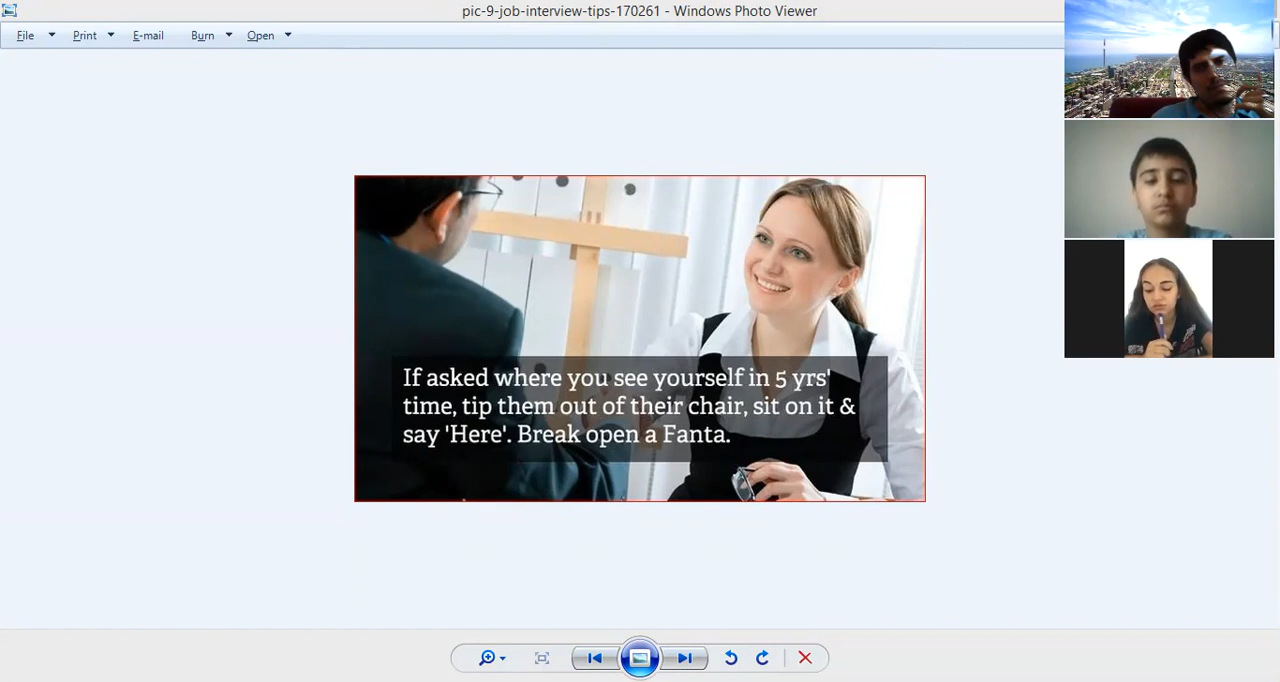 pic-9-job-interview-tips-170261 - Windows Photo Viewer
File Print E-mail Burn Open
If asked where you see yourself in 5 yrs'
time, tip them out of their chair, sit on it &
say 'Here'. Break open a Fanta.